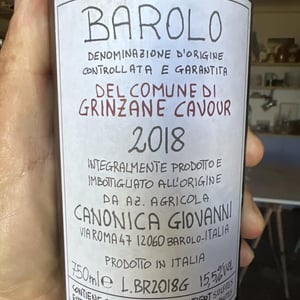 BAROLO
DENOMINAZIONE D'ORIGINE
CONTROLLATA E GARANTITA
DEL COMUNE DI
GRINZANE CAVOUR
2018
INTEGRALMENTE PRODOTTO E
IMBOTTIGLIATO ALL'ORIGINE
DA AZ. AGRICOLA
CANONICA GIOVANNI
VIA ROMA 47 12060 BAROLO-ITALIA
PRODOTTO IN ITALIA
750ml e L.BR2018G 15,5%VOL
CONTIENE